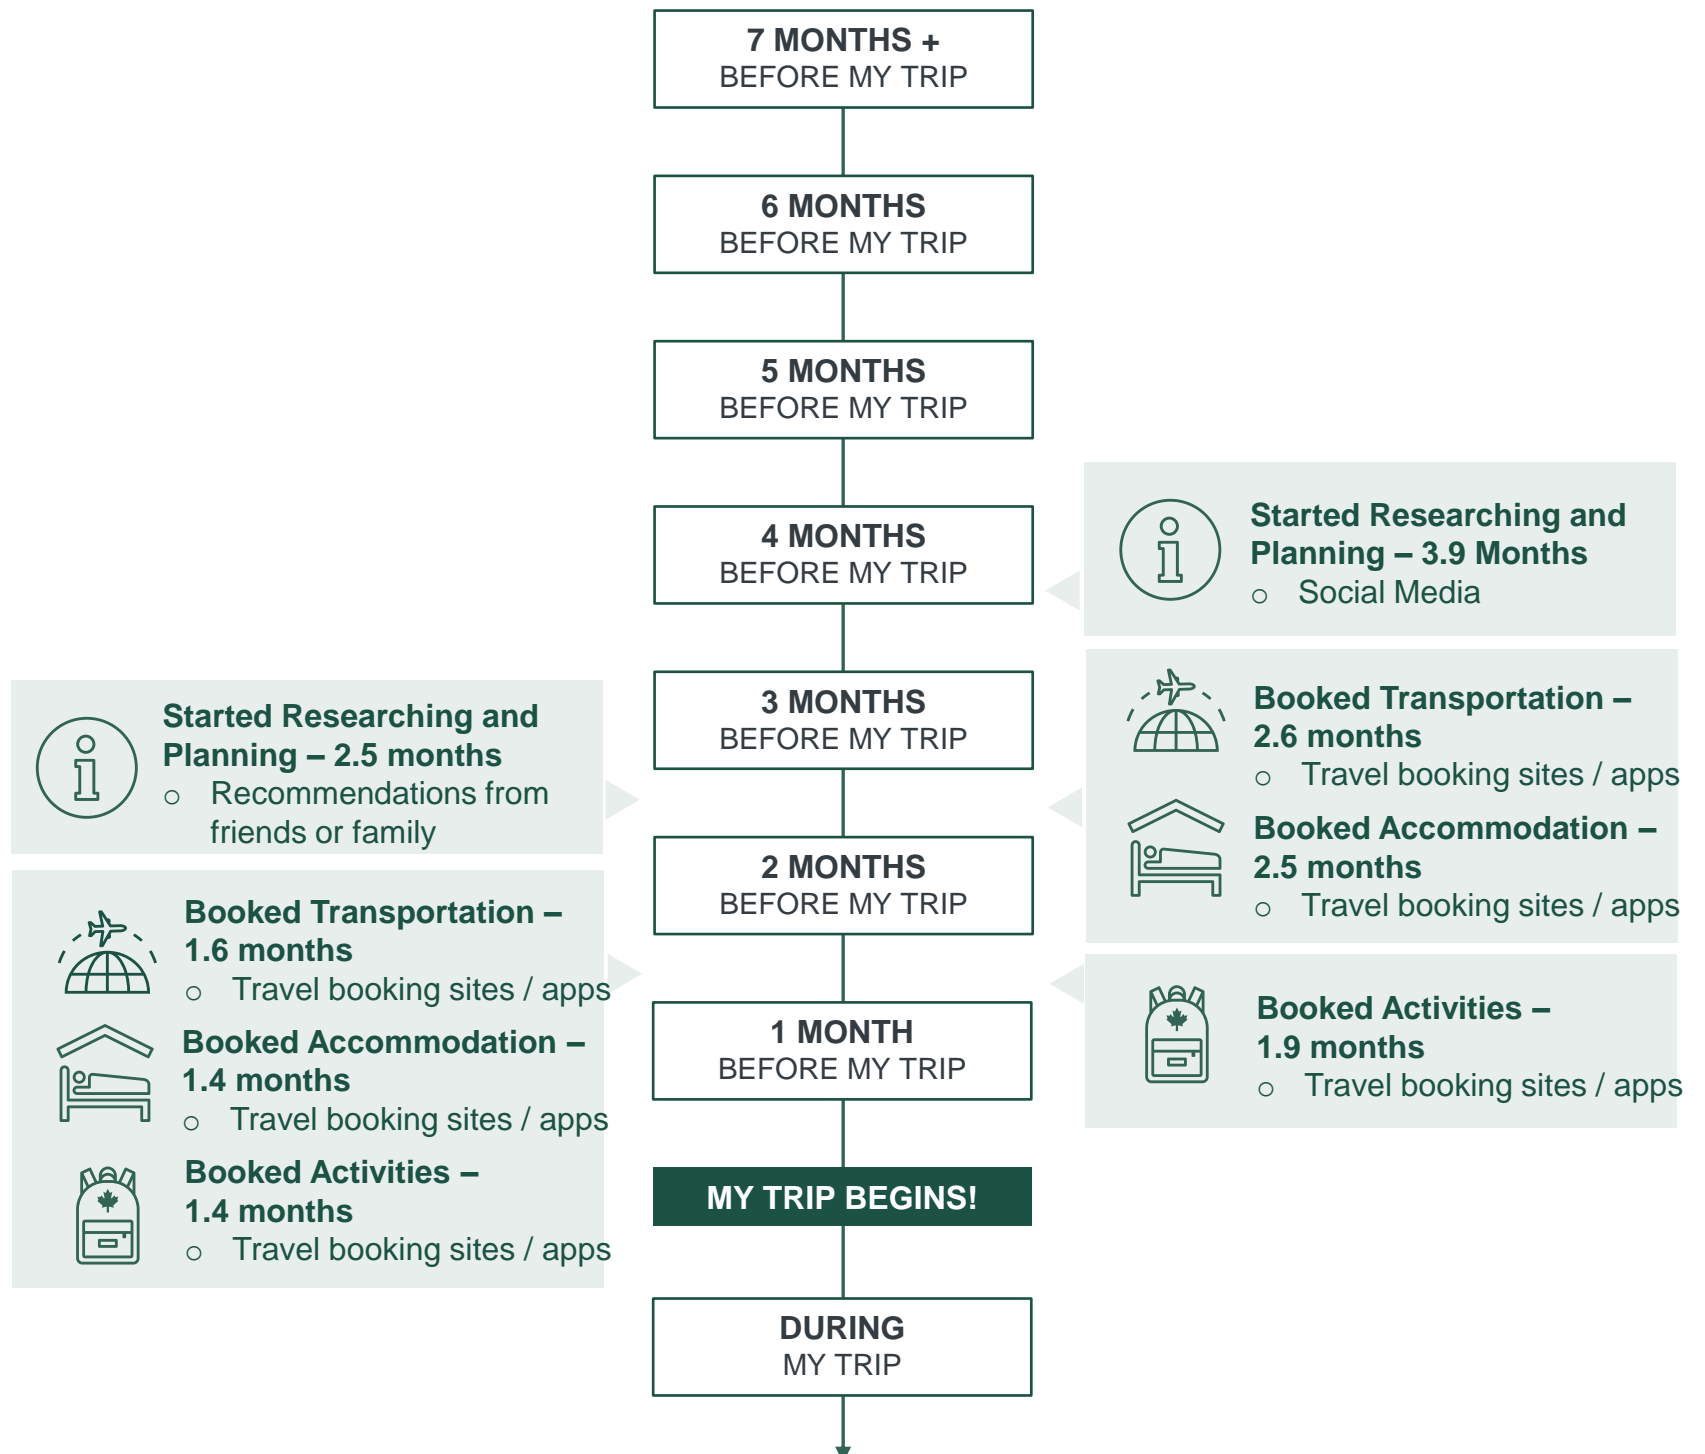 7 MONTHS +
BEFORE MY TRIP
6 MONTHS
BEFORE MY TRIP
5 MONTHS
BEFORE MY TRIP
4 MONTHS
BEFORE MY TRIP
3 MONTHS
BEFORE MY TRIP
2 MONTHS
BEFORE MY TRIP
1 MONTH
BEFORE MY TRIP
MY TRIP BEGINS!
DURING
MY TRIP
Started Researching and
Planning – 2.5 months
o Recommendations from
friends or family
Booked Transportation –
1.6 months
o Travel booking sites / apps
Booked Accommodation –
1.4 months
o Travel booking sites / apps
Booked Activities –
1.4 months
o Travel booking sites / apps
Started Researching and
Planning – 3.9 Months
o Social Media
Booked Transportation –
2.6 months
o Travel booking sites / apps
Booked Accommodation –
2.5 months
o Travel booking sites / apps
Booked Activities –
1.9 months
o Travel booking sites / apps